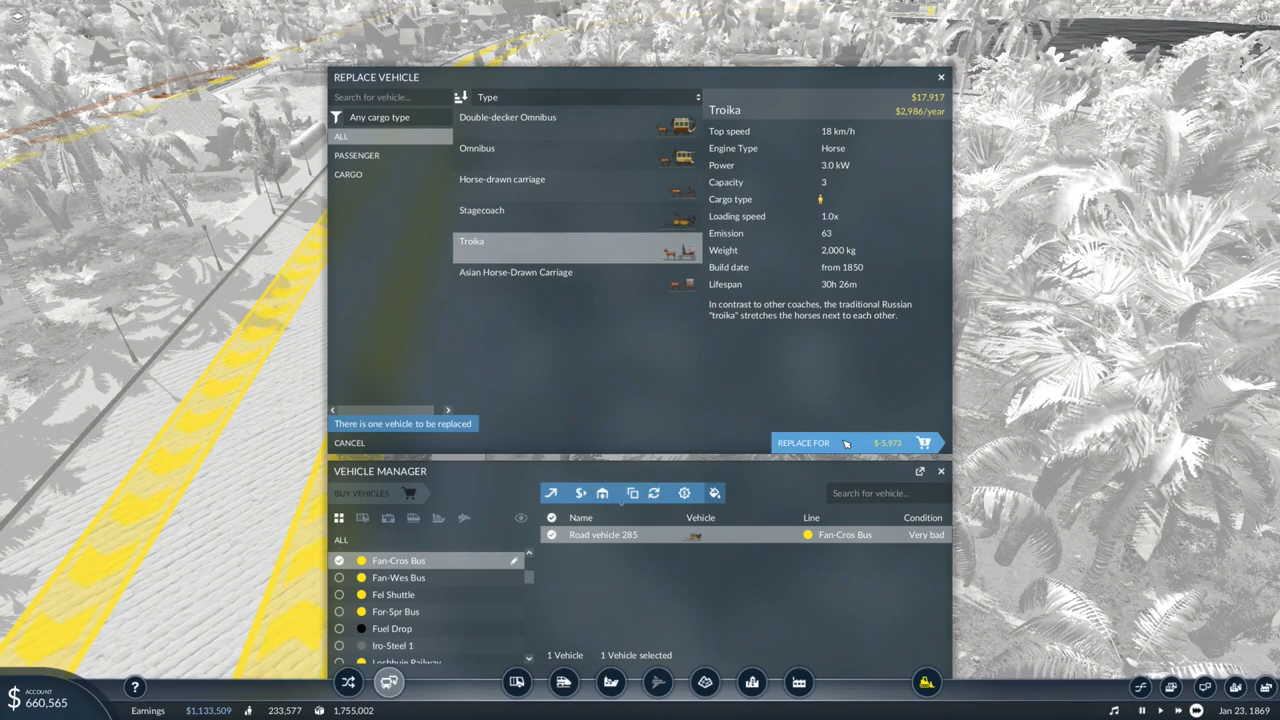 REPLACE VEHICLE
Search for vehicle...
Type
Any cargo type
ALL
PASSENGER
CARGO
Double-decker Omnibus
Omnibus
Horse-drawn carriage
Stagecoach
Troika
Asian Horse-Drawn Carriage
$17,917
Troika
$2,986/year
Top speed 18 km/h
Engine Type Horse
Power 3.0 kW
Capacity 3
Cargo type
Loading speed 1.0x
Emission 63
Weight 2,000 kg
Build date from 1850
Lifespan 30h 26m
In contrast to other coaches, the traditional Russian
"troika" stretches the horses next to each other.
There is one vehicle to be replaced
CANCEL
REPLACE FOR $-5,973
VEHICLE MANAGER
BUY VEHICLES
Search for vehicle...
Name Vehicle Line Condition
Road vehicle 285 Fan-Cros Bus Very bad
ALL
Fan-Cros Bus
Fan-Wes Bus
Fel Shuttle
For-Spr Bus
Fuel Drop
Iro-Steel 1
Lochbuie Railway
1 Vehicle 1 Vehicle selected
$ ACCOUNT
660,565
?
Earnings $1,133,509 233,577 1,755,002
Jan 23, 1869